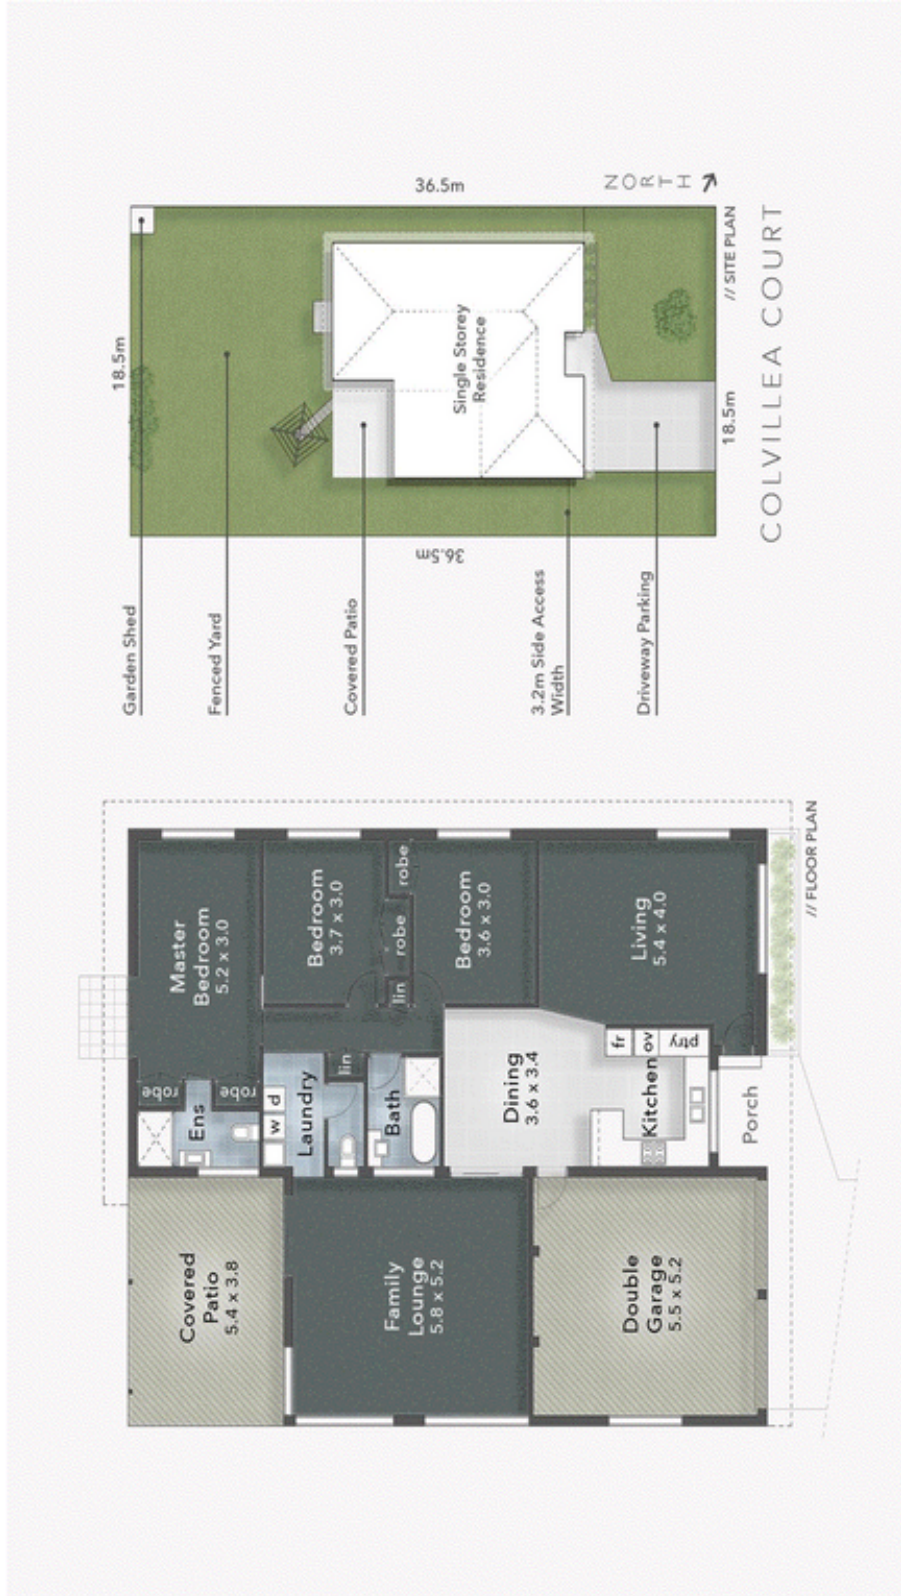 Covered
Patio
5.4 x 3.8
Family
Lounge
5.8 x 5.2
Double
Garage
5.5 x 5.2
Ens
robe
robe
w
d
Laundry
lin
Bath
Dining
3.6 x 3.4
Kitchen
fr
ov
ptry
Porch
Master
Bedroom
5.2 x 3.0
Bedroom
3.7 x 3.0
robe
robe
lin
Bedroom
3.6 x 3.0
Living
5.4 x 4.0
// FLOOR PLAN
Garden Shed
Fenced Yard
Covered Patio
3.2m Side Access
Width
Driveway Parking
36.5m
18.5m
Single Storey
Residence
18.5m
36.5m
NORTH
// SITE PLAN
COLVILLEA COURT